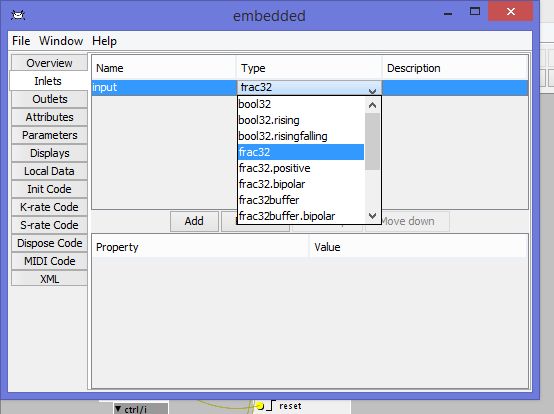 embedded
File Window Help
Overview
Inlets
Outlets
Attributes
Parameters
Displays
Local Data
Init Code
K-rate Code
S-rate Code
Dispose Code
MIDI Code
XML
Name Type Description
input frac32
bool32
bool32.rising
bool32.risingfalling
frac32
frac32.positive
frac32.bipolar
frac32buffer
frac32buffer.bipolar
Add Move down
Property Value
ctrl/i
reset